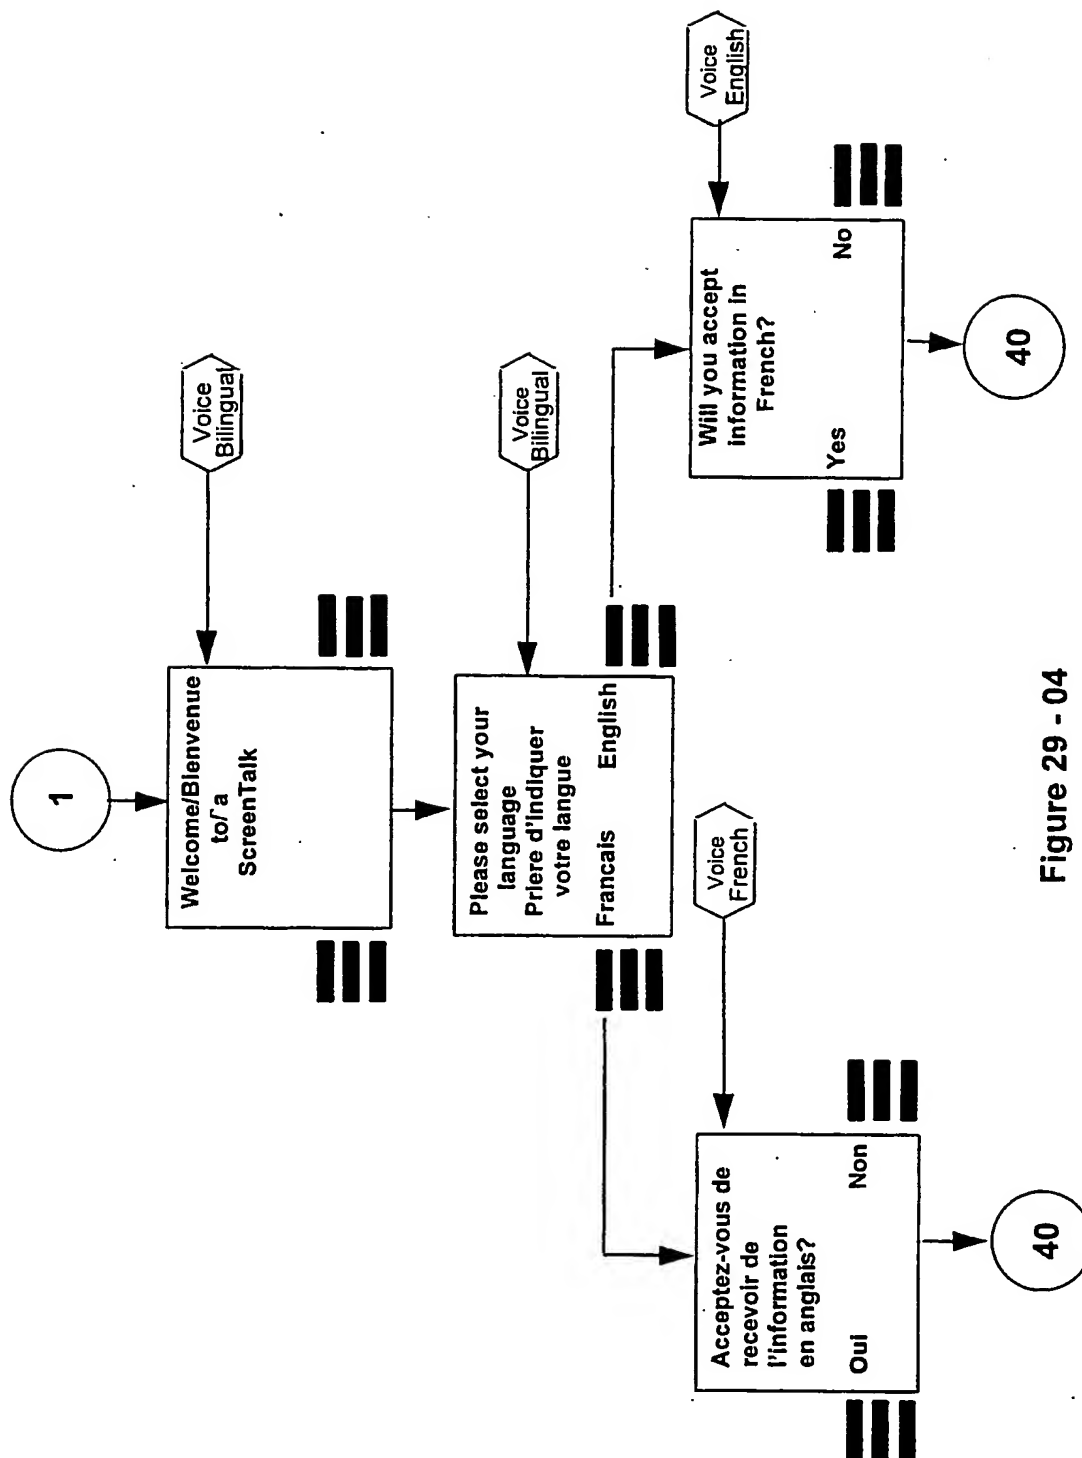 1
Welcome/Bienvenue
to/'a
ScreenTalk
Voice
Bilingual
Please select your
language
Priere d'indiquer
votre langue
Francais English
Voice
Bilingual
Voice
French
Acceptez-vous de
recevoir de
l'information
en anglais?
Oui Non
40
Voice
English
Will you accept
information in
French?
Yes No
40
Figure 29 - 04